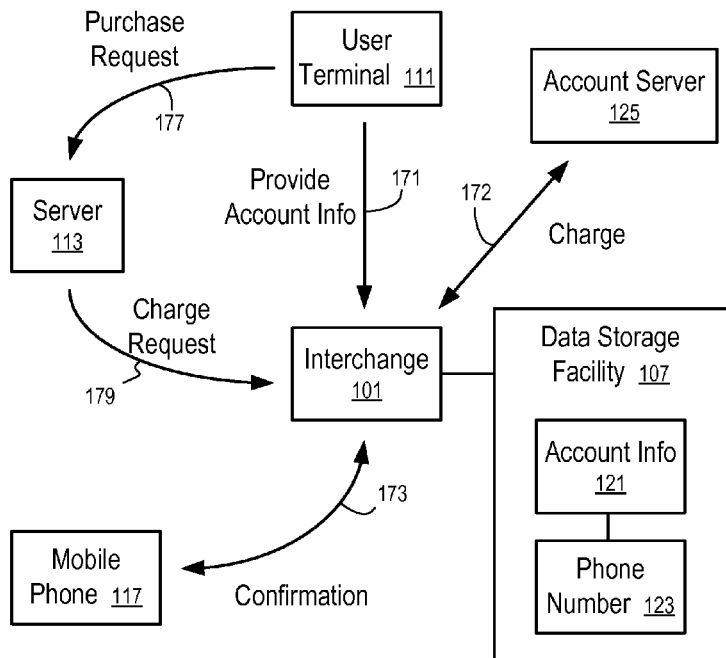 Purchase
Request
177
User
Terminal 111
Account Server
125
Server
113
Provide
Account Info
171
172
Charge
Charge
Request
179
Interchange
101
Data Storage
Facility 107
Account Info
121
Phone
Number 123
173
Mobile
Phone 117
Confirmation